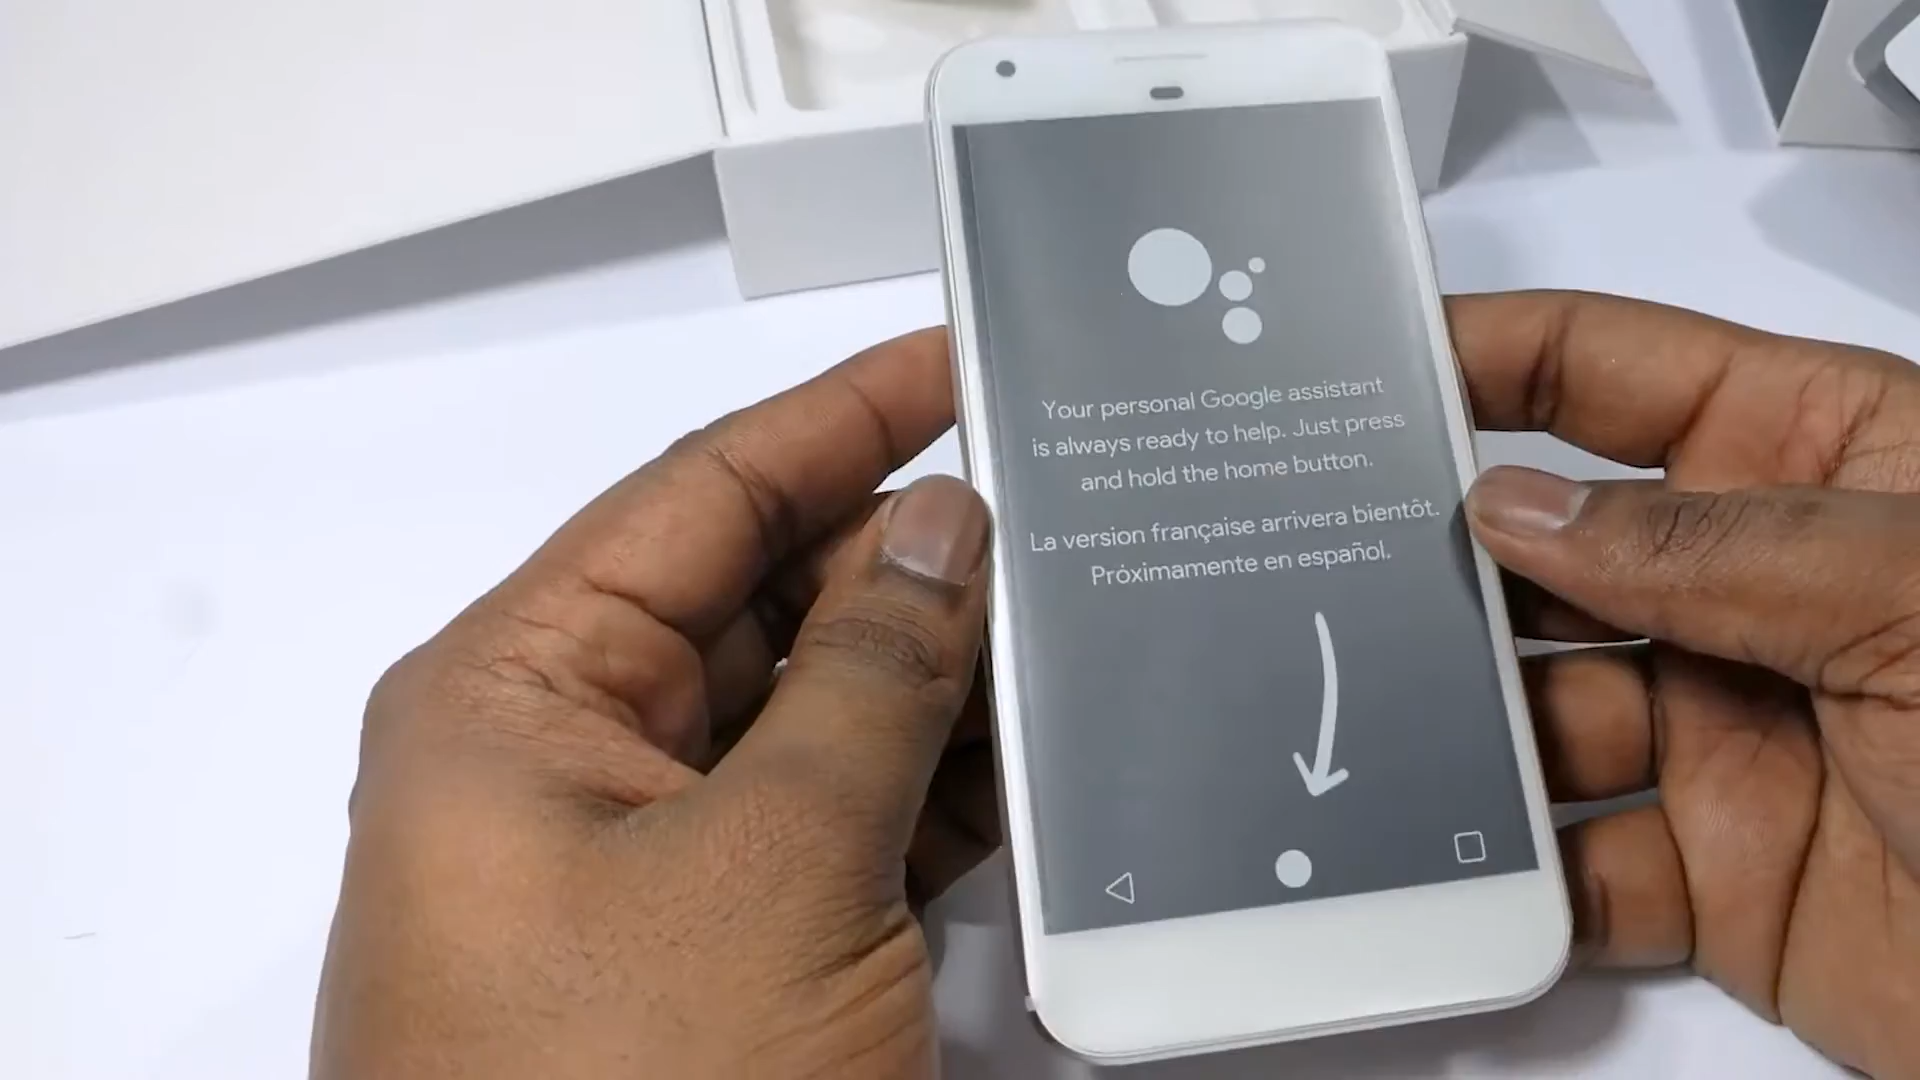 Your personal Google assistant
is always ready to help. Just press
and hold the home button.
La version française arrivera bientôt.
Próximamente en español.